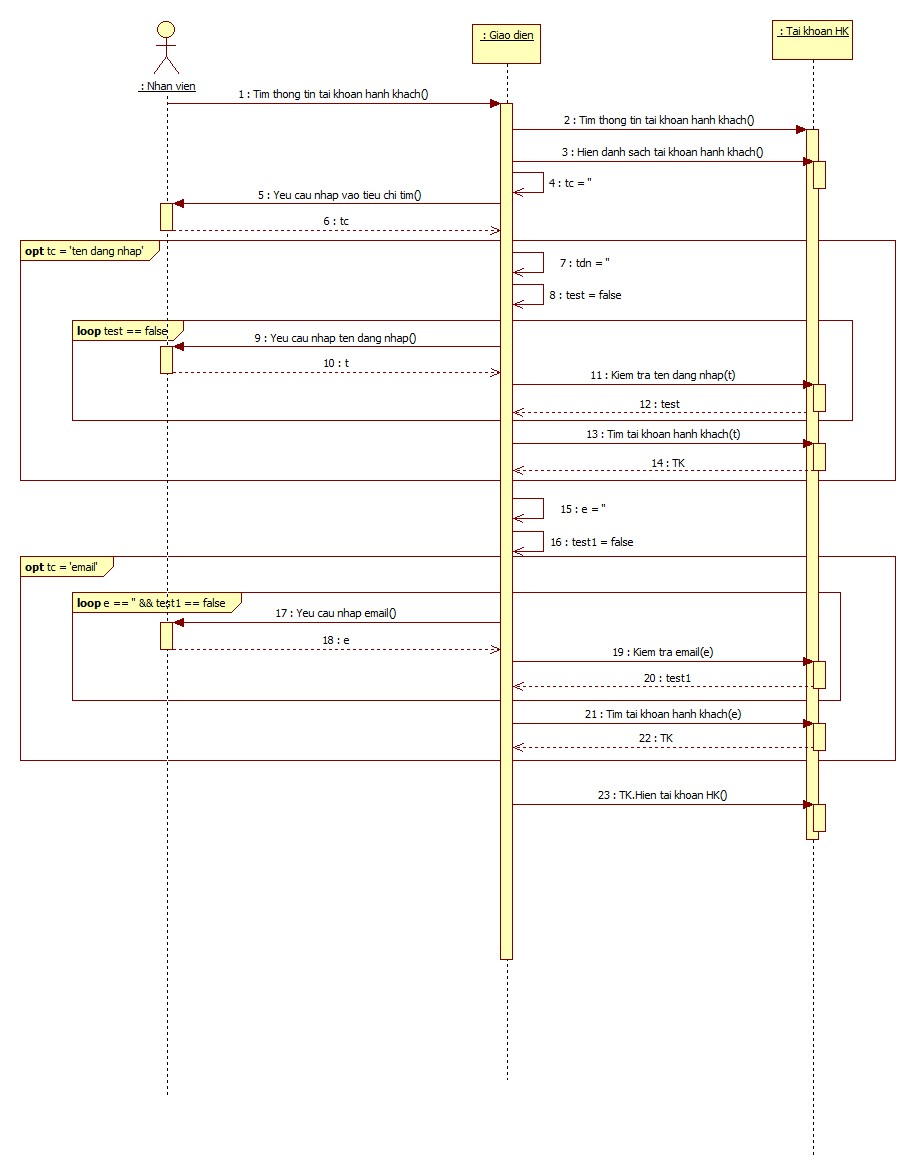 : Giao dien
: Tai khoan HK
: Nhan vien
1 : Tim thong tin tai khoan hanh khach()
2 : Tim thong tin tai khoan hanh khach()
3 : Hien danh sach tai khoan hanh khach()
4 : tc = ''
5 : Yeu cau nhap vao tieu chi tim()
6 : tc
opt tc = 'ten dang nhap'
7 : tdn = ''
8 : test = false
loop test == false
9 : Yeu cau nhap ten dang nhap()
10 : t
11 : Kiem tra ten dang nhap(t)
12 : test
13 : Tim tai khoan hanh khach(t)
14 : TK
15 : e = ''
16 : test1 = false
opt tc = 'email'
loop e == '' && test1 == false
17 : Yeu cau nhap email()
18 : e
19 : Kiem tra email(e)
20 : test1
21 : Tim tai khoan hanh khach(e)
22 : TK
23 : TK.Hien tai khoan HK()